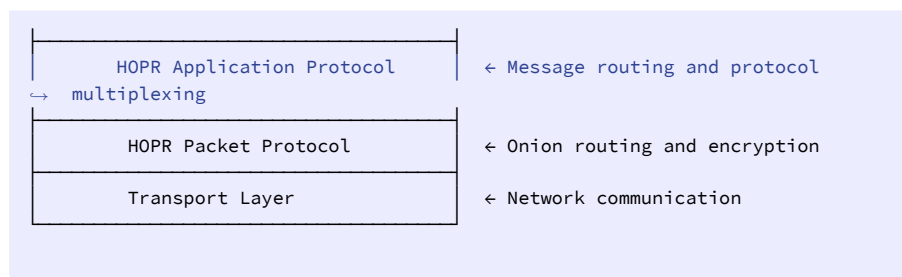 HOPR Application Protocol ← Message routing and protocol
↪ multiplexing
HOPR Packet Protocol ← Onion routing and encryption
Transport Layer ← Network communication